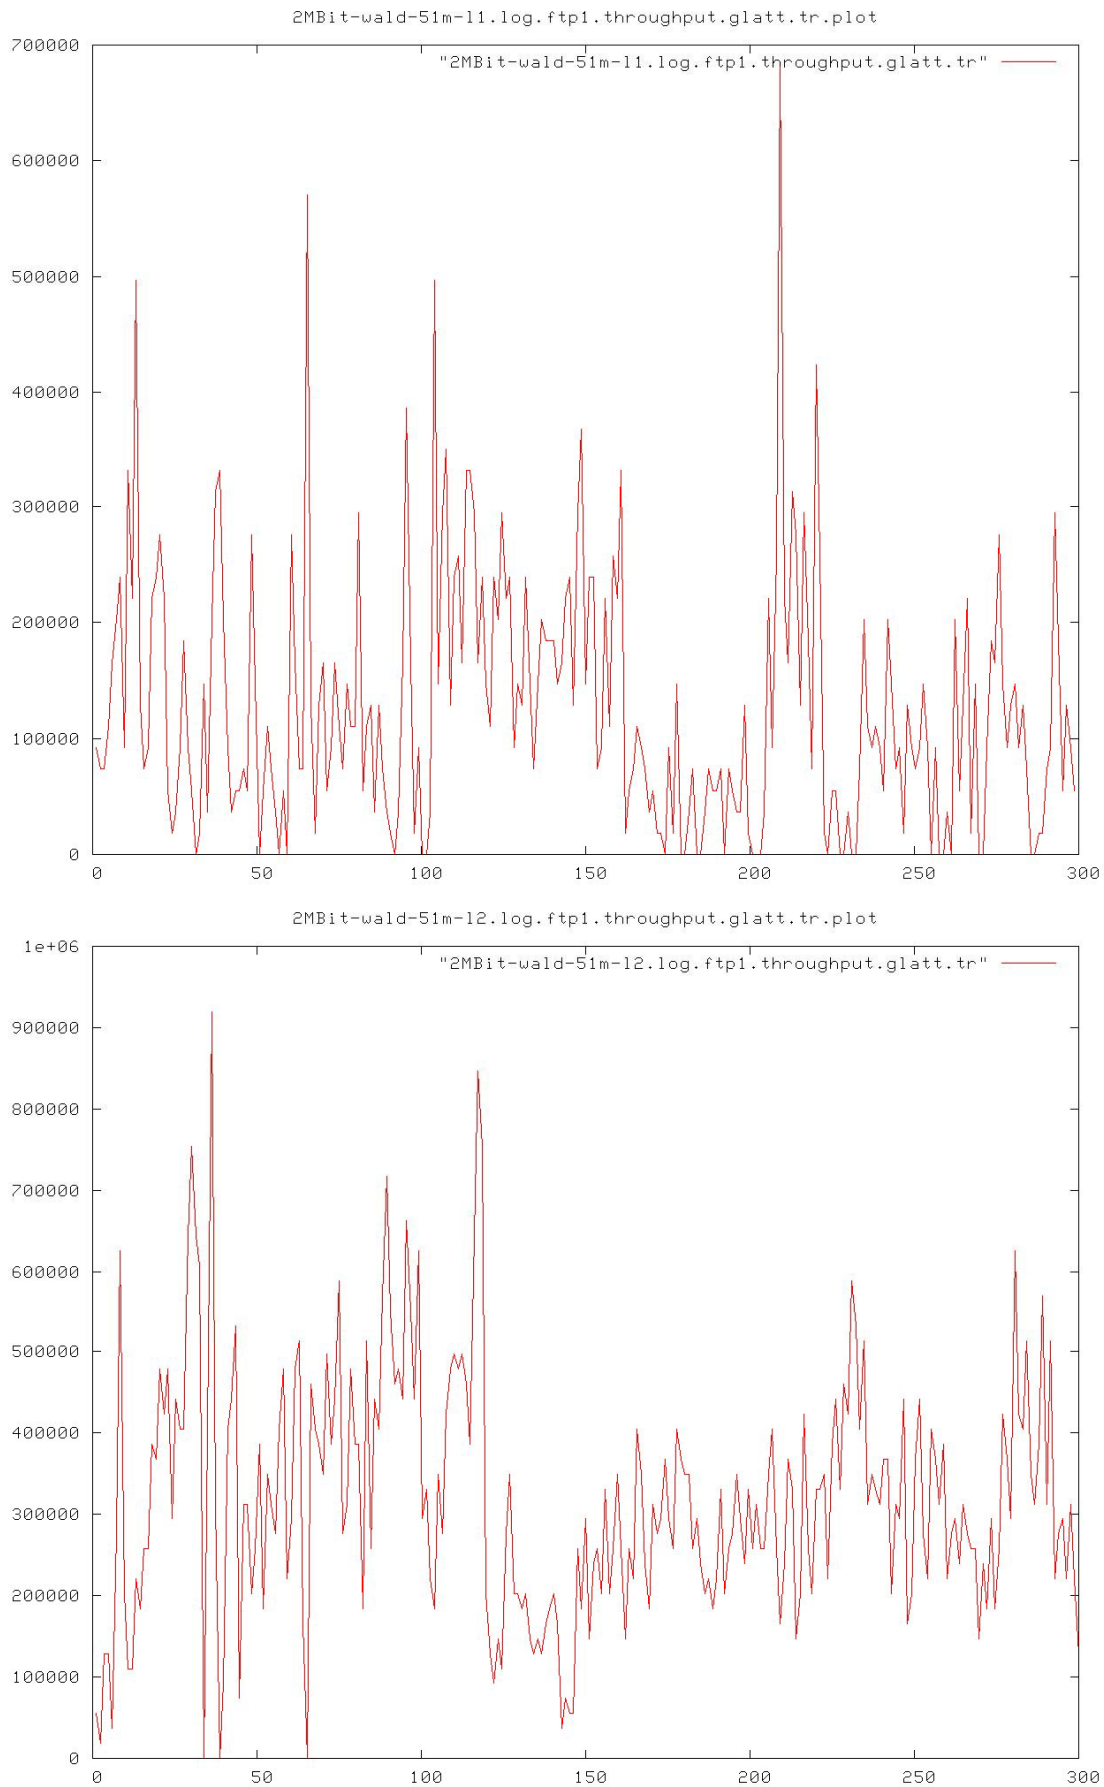 2MBit-wald-51m-l1.log.ftp1.throughput.glatt.tr.plot
700000
"2MBit-wald-51m-l1.log.ftp1.throughput.glatt.tr"
600000
500000
400000
300000
200000
100000
0
0 50 100 150 200 250 300
2MBit-wald-51m-l2.log.ftp1.throughput.glatt.tr.plot
1e+06
"2MBit-wald-51m-l2.log.ftp1.throughput.glatt.tr"
900000
800000
700000
600000
500000
400000
300000
200000
100000
0
0 50 100 150 200 250 300